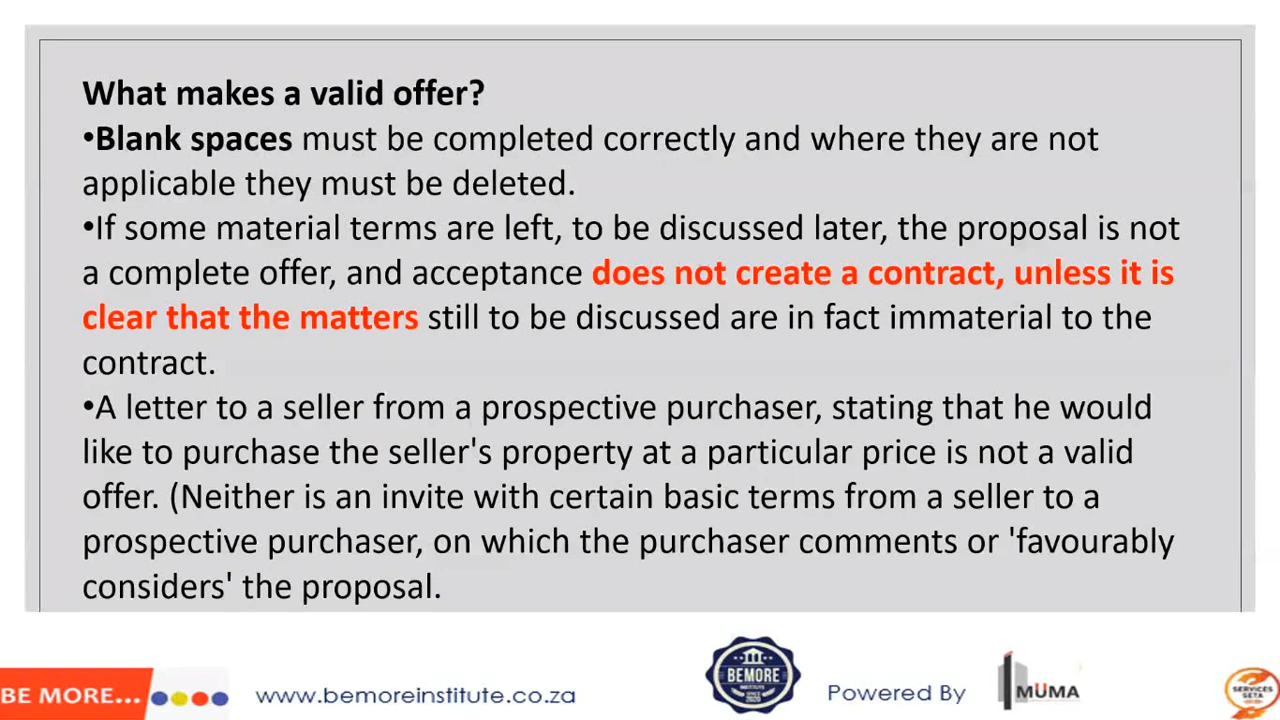 What makes a valid offer?
•Blank spaces must be completed correctly and where they are not
applicable they must be deleted.
•If some material terms are left, to be discussed later, the proposal is not
a complete offer, and acceptance does not create a contract, unless it is
clear that the matters still to be discussed are in fact immaterial to the
contract.
•A letter to a seller from a prospective purchaser, stating that he would
like to purchase the seller's property at a particular price is not a valid
offer. (Neither is an invite with certain basic terms from a seller to a
prospective purchaser, on which the purchaser comments or 'favourably
considers' the proposal.
BE MORE...
www.bemoreinstitute.co.za
BEMORE
INSTITUTE
SINCE
2020
Powered By
MUMA
SERVICES
SETA